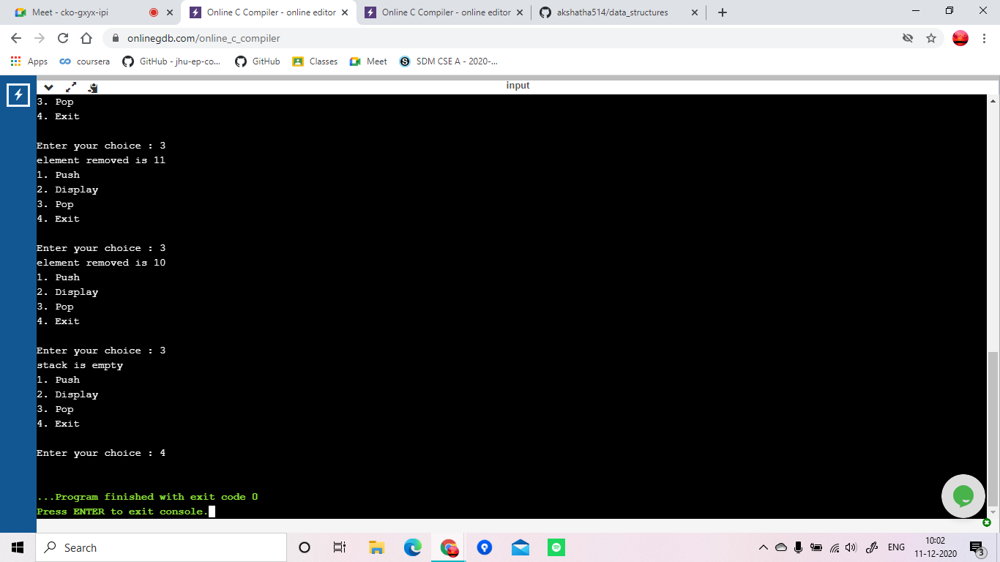 Meet - cko-gxyx-ipi
Online C Compiler - online editor
Online C Compiler - online editor
akshatha514/data_structures
onlinegdb.com/online_c_compiler
Apps
coursera
GitHub - jhu-ep-co...
GitHub
Classes
Meet
SDM CSE A - 2020-...
input
3. Pop
4. Exit
Enter your choice : 3
element removed is 11
1. Push
2. Display
3. Pop
4. Exit
Enter your choice : 3
element removed is 10
1. Push
2. Display
3. Pop
4. Exit
Enter your choice : 3
stack is empty
1. Push
2. Display
3. Pop
4. Exit
Enter your choice : 4
...Program finished with exit code 0
Press ENTER to exit console.
Search
ENG
10:02
11-12-2020
3